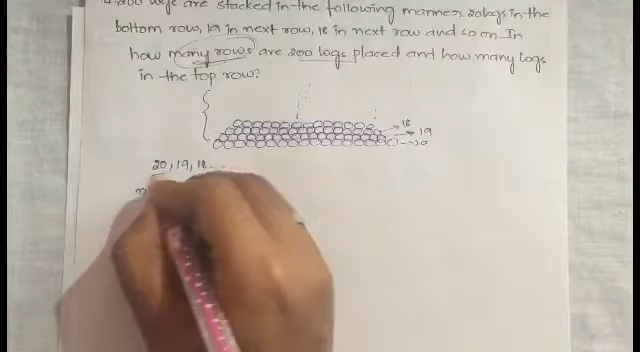 200 logs are stacked in the following manner. 20 logs in the
bottom row, 19 in next row, 18 in next row and so on. In
how many rows are 200 logs placed and how many logs
in the top row?
18
19
20
20, 19, 18 ......